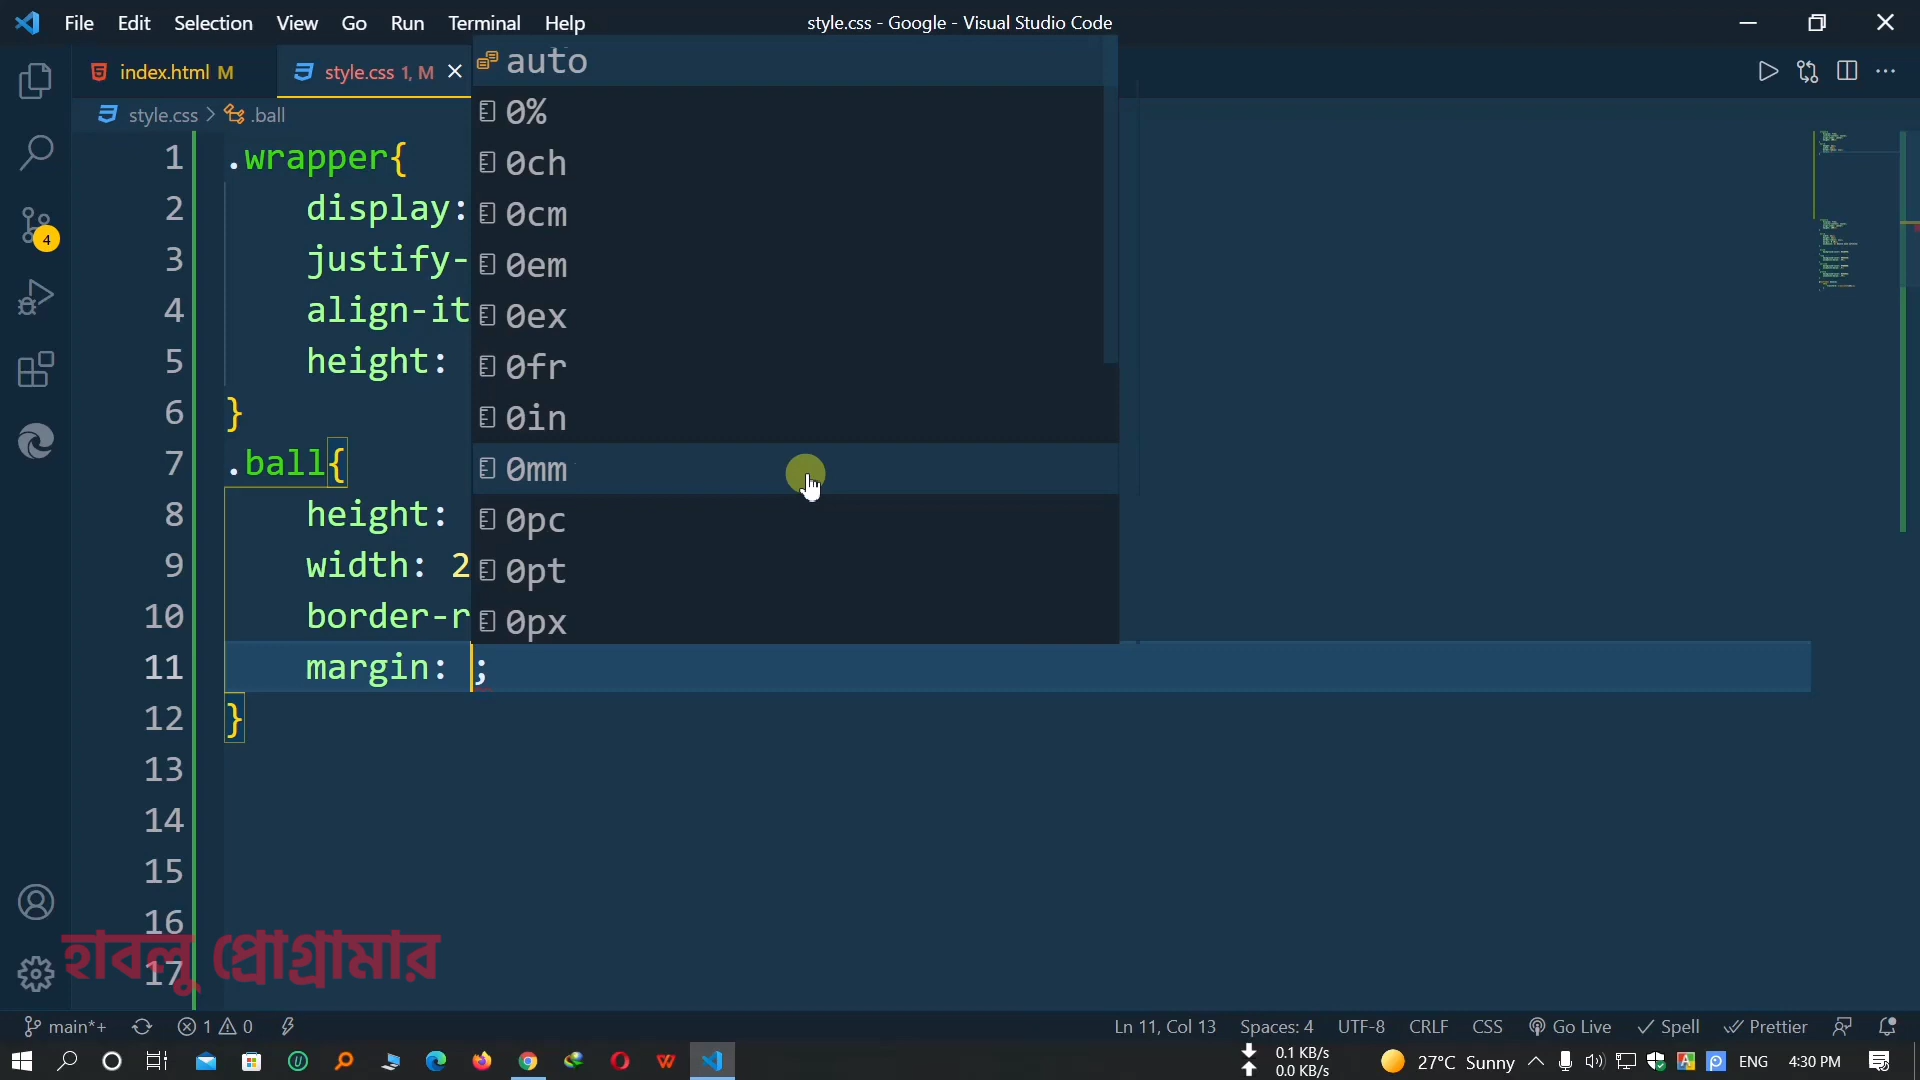 File Edit Selection View Go Run Terminal Help
style.css - Google - Visual Studio Code
index.html M
style.css 1, M
style.css > .ball
1 .wrapper{
2 display:
3 justify-
4 align-it
5 height:
6 }
7 .ball{
8 height:
9 width: 2
10 border-r
11 margin: ;
12 }
13
14
15
16
17
auto
0%
0ch
0cm
0em
0ex
0fr
0in
0mm
0pc
0pt
0px
4
হাবলু প্রোগ্রামার
main*+ 1 0 Ln 11, Col 13 Spaces: 4 UTF-8 CRLF CSS Go Live Spell Prettier
0.1 KB/s
0.0 KB/s
27°C Sunny ENG 4:30 PM